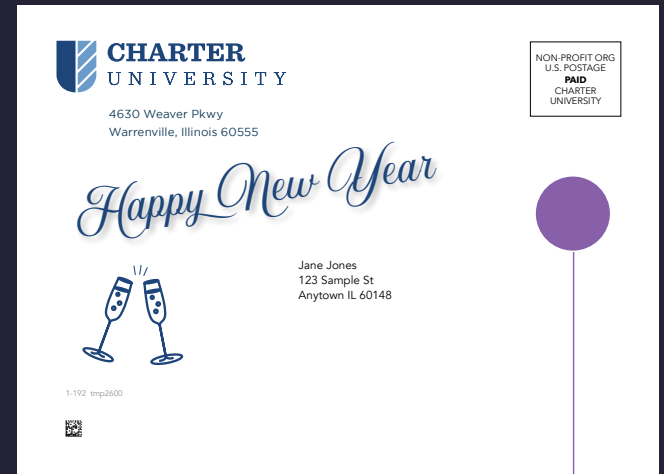 CHARTER
UNIVERSITY
4630 Weaver Pkwy
Warrenville, Illinois 60555
NON-PROFIT ORG
U.S. POSTAGE
PAID
CHARTER
UNIVERSITY
Happy New Year
Jane Jones
123 Sample St
Anytown IL 60148
1-192 tmp2600